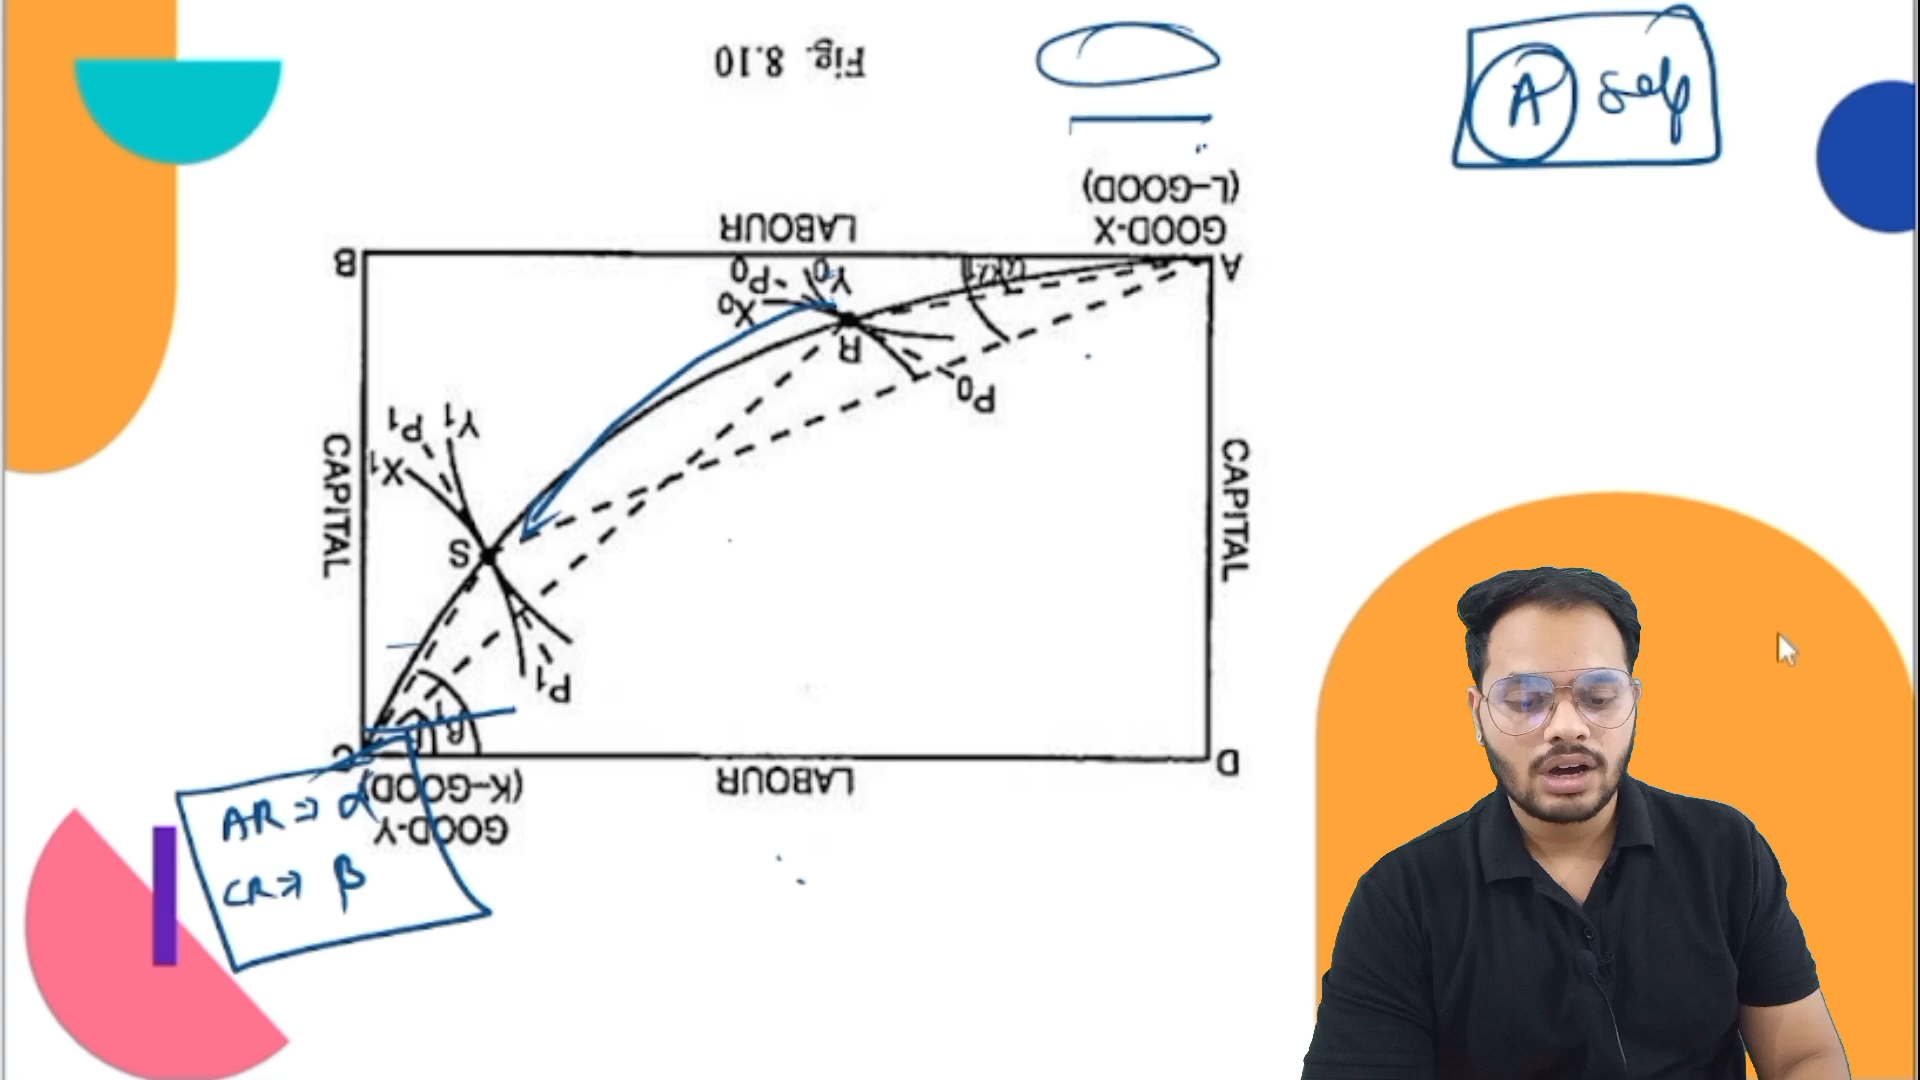 Fig. 8.10
A self
GOOD-X
(L-GOOD)
LABOUR
B
A
X0
P0
Y0
R
P0
P1
Y1
X1
CAPITAL
CAPITAL
S
P1
β
C
D
(K-GOOD)
GOOD-Y
LABOUR
AR ⇒ α
CR ⇒ β